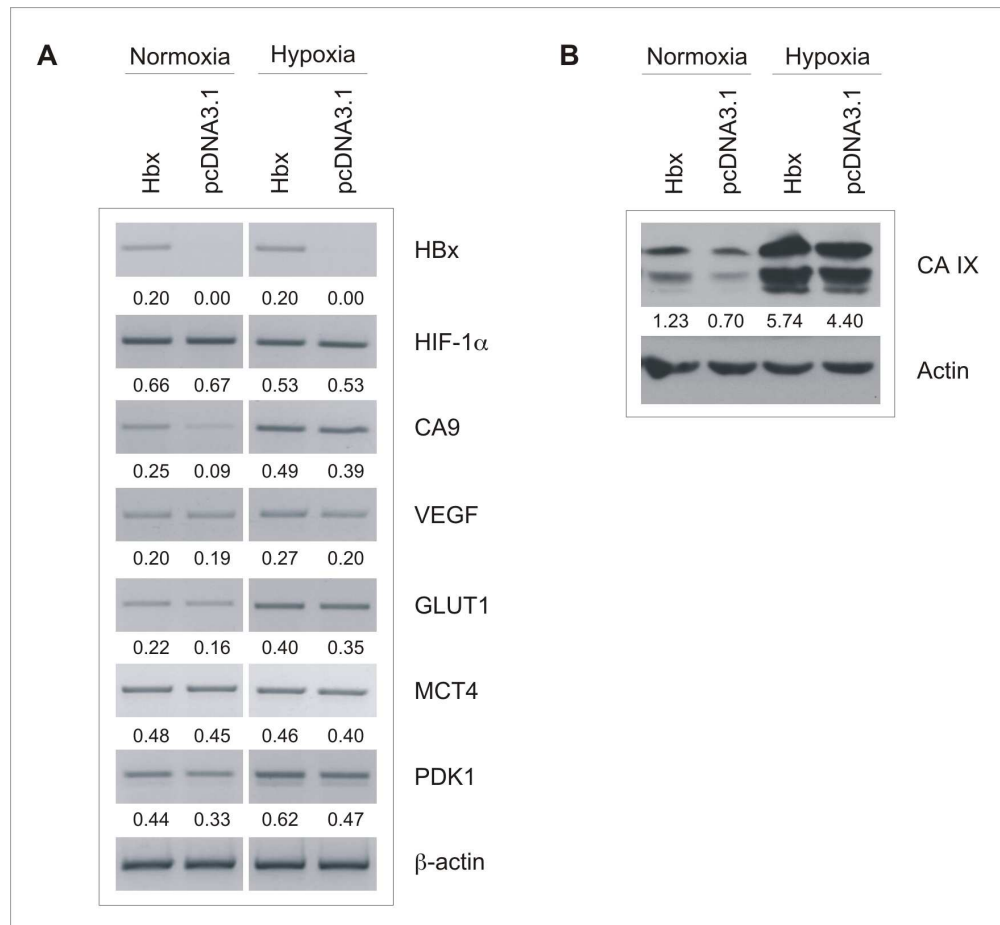 A
Normoxia Hypoxia
Hbx pcDNA3.1 Hbx pcDNA3.1
HBx
0.20 0.00 0.20 0.00
HIF-1α
0.66 0.67 0.53 0.53
CA9
0.25 0.09 0.49 0.39
VEGF
0.20 0.19 0.27 0.20
GLUT1
0.22 0.16 0.40 0.35
MCT4
0.48 0.45 0.46 0.40
PDK1
0.44 0.33 0.62 0.47
β-actin
B
Normoxia Hypoxia
Hbx pcDNA3.1 Hbx pcDNA3.1
CA IX
1.23 0.70 5.74 4.40
Actin